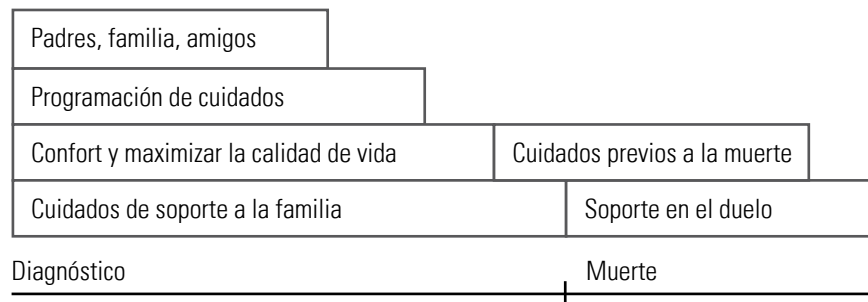 Padres, familia, amigos
Programación de cuidados
Confort y maximizar la calidad de vida
Cuidados previos a la muerte
Cuidados de soporte a la familia
Soporte en el duelo
Diagnóstico
Muerte